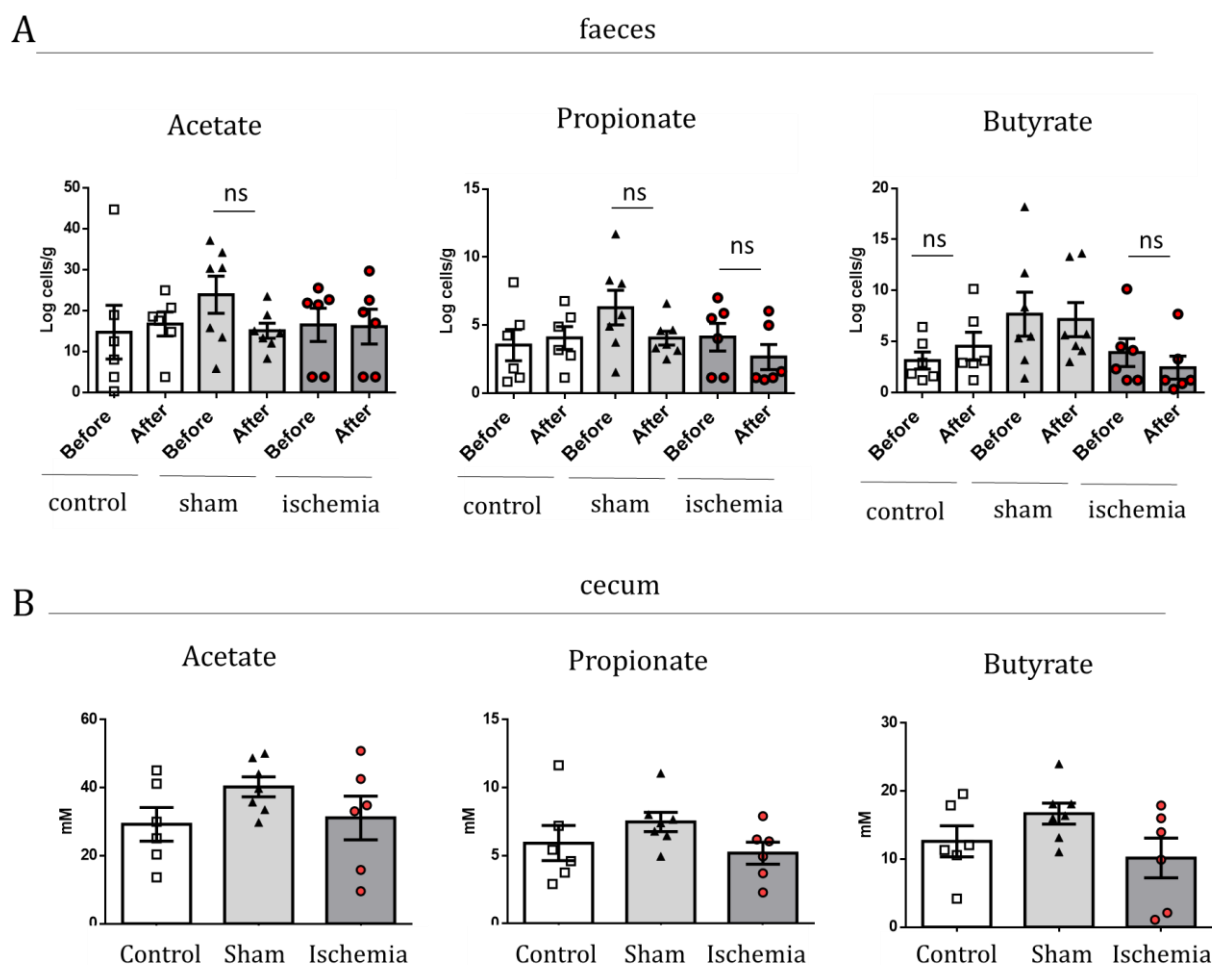 A
faeces
Acetate
Propionate
Butyrate
50
40
30
20
10
0
Log cells/g
ns
Before
After
Before
After
Before
After
control
sham
ischemia
15
10
5
0
Log cells/g
ns
ns
Before
After
Before
After
Before
After
control
sham
ischemia
20
15
10
5
0
Log cells/g
ns
ns
Before
After
Before
After
Before
After
control
sham
ischemia
B
cecum
Acetate
Propionate
Butyrate
60
40
20
0
mM
Control
Sham
Ischemia
15
10
5
0
mM
Control
Sham
Ischemia
30
20
10
0
mM
Control
Sham
Ischemia